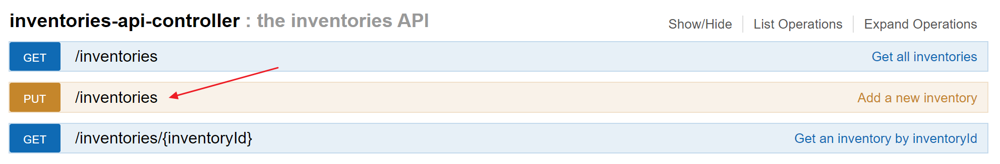 inventories-api-controller : the inventories API
Show/Hide List Operations Expand Operations
GET /inventories Get all inventories
PUT /inventories Add a new inventory
GET /inventories/{inventoryId} Get an inventory by inventoryId